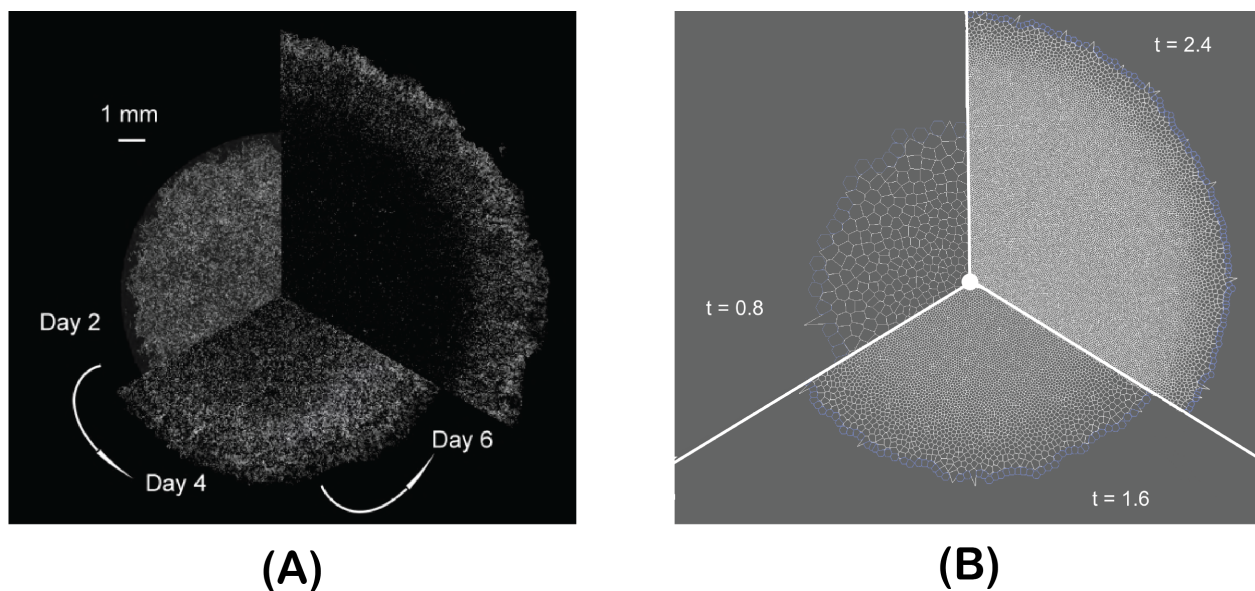 1 mm
Day 2
Day 4
Day 6
(A)
t = 2.4
t = 0.8
t = 1.6
(B)